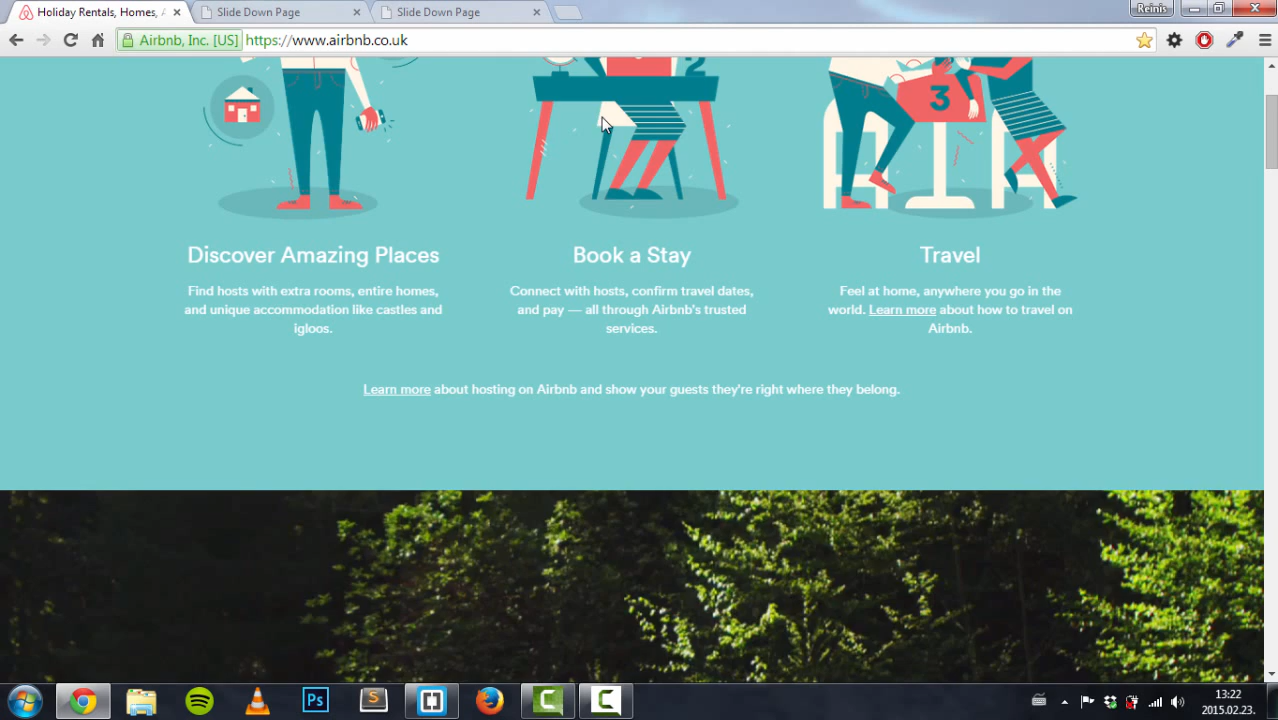 Holiday Rentals, Homes, A
Slide Down Page
Slide Down Page
Reinis
Airbnb, Inc. [US]
https://www.airbnb.co.uk
2
3
Discover Amazing Places
Find hosts with extra rooms, entire homes,
and unique accommodation like castles and
igloos.
Book a Stay
Connect with hosts, confirm travel dates,
and pay — all through Airbnb's trusted
services.
Travel
Feel at home, anywhere you go in the
world. Learn more about how to travel on
Airbnb.
Learn more about hosting on Airbnb and show your guests they're right where they belong.
Ps
S
C
C
13:22
2015.02.23.